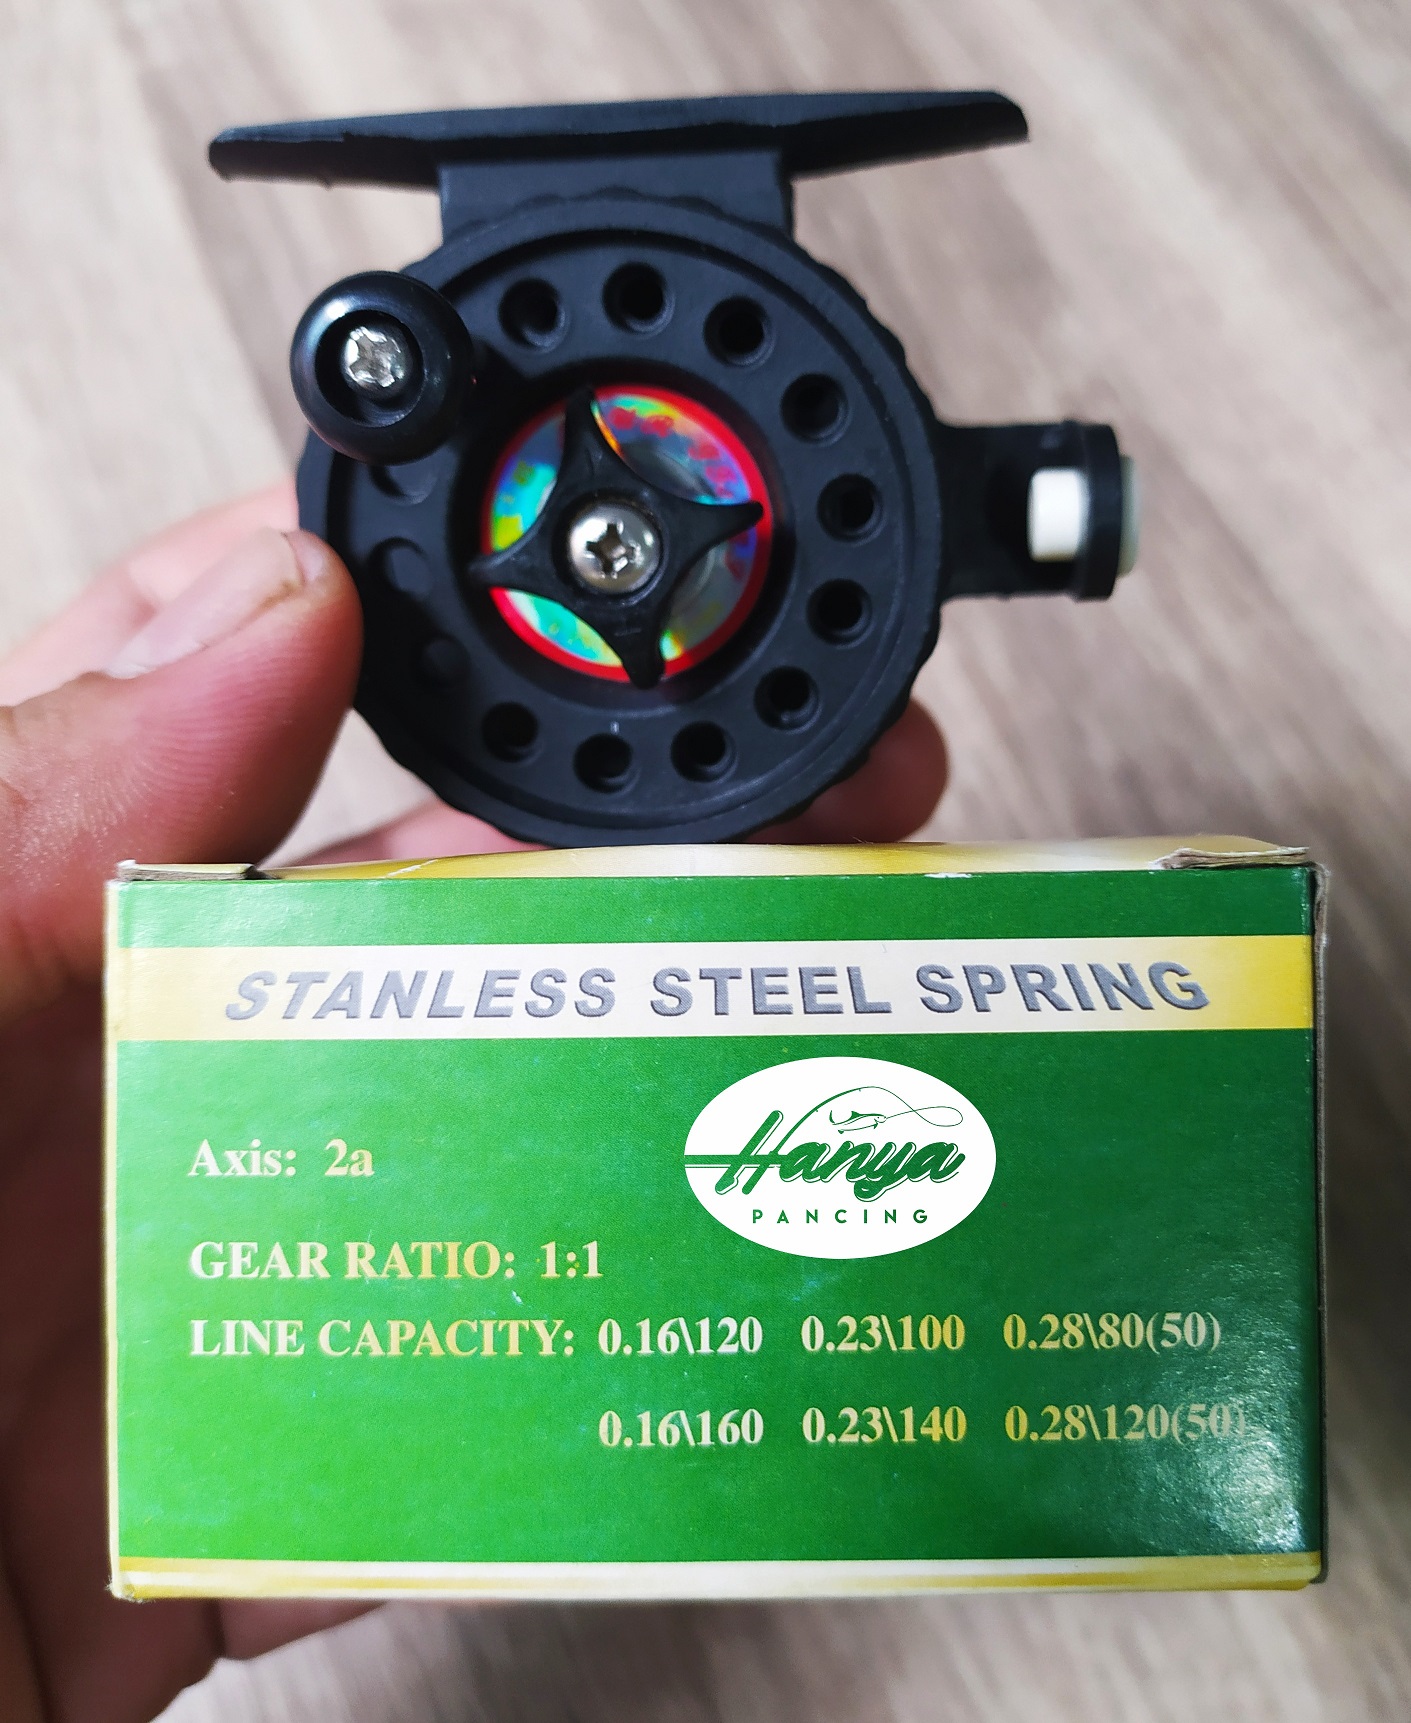 STANLESS STEEL SPRING
Hanya
PANCING
Axis: 2a
GEAR RATIO: 1:1
LINE CAPACITY: 0.16\120 0.23\100 0.28\80(50)
0.16\160 0.23\140 0.28\120(50)